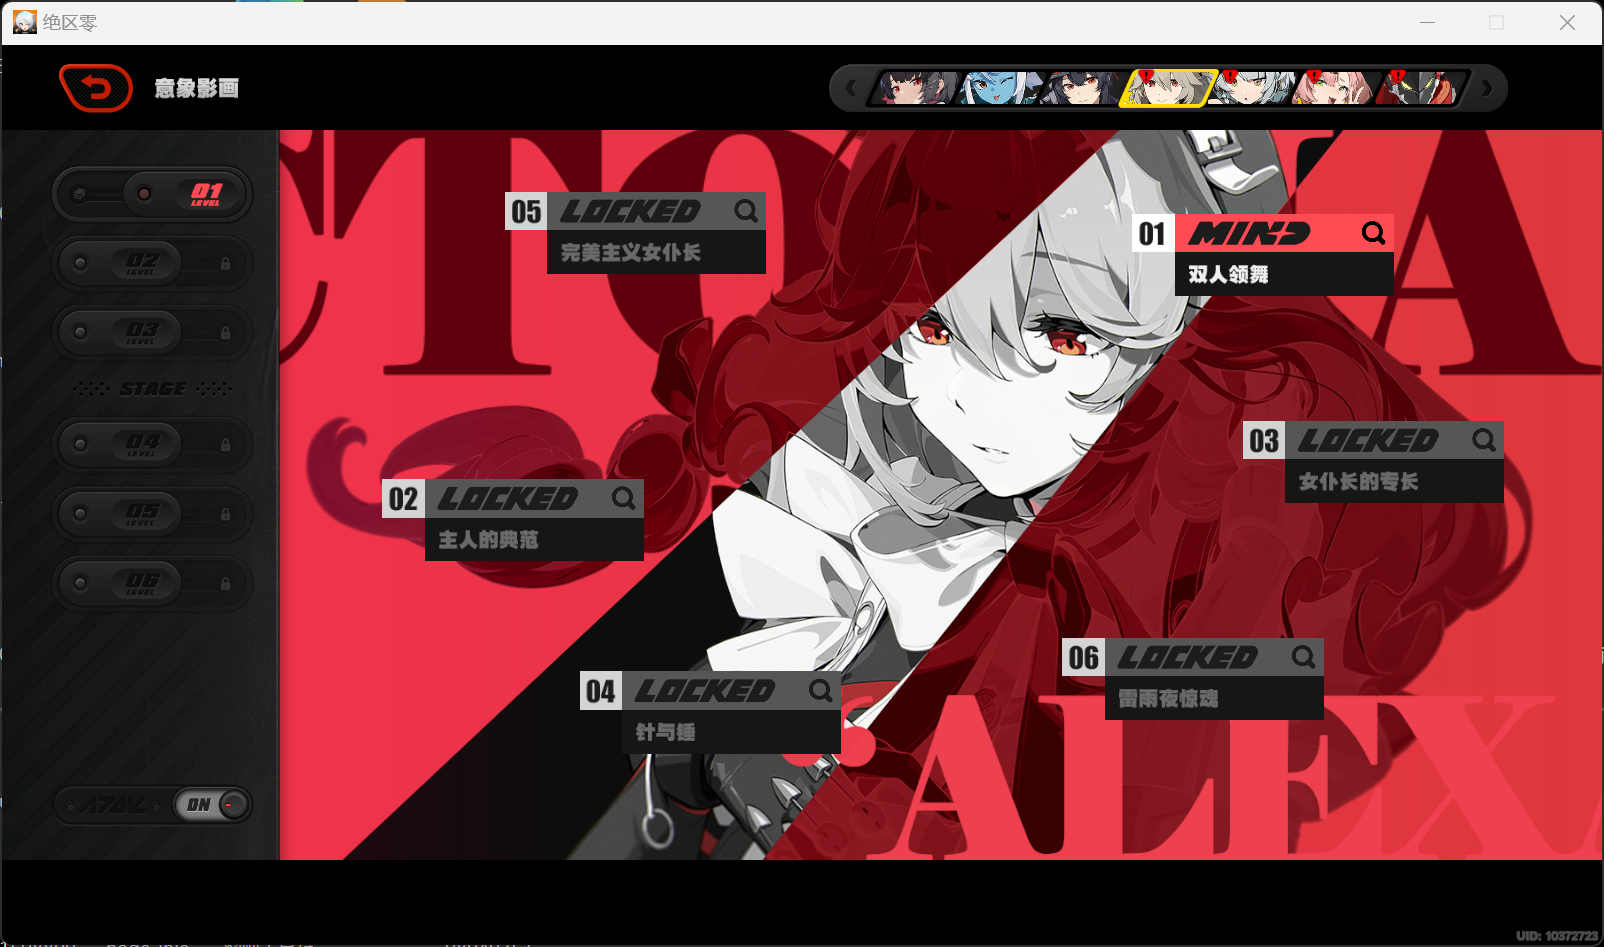 绝区零
意象影画
01
LEVEL
02
LEVEL
03
LEVEL
STAGE
04
LEVEL
05
LEVEL
06
LEVEL
ON
CTO
IA
ALEXA
05 LOCKED
完美主义女仆长
01 MIND
双人领舞
03 LOCKED
女仆长的专长
02 LOCKED
主人的典范
06 LOCKED
雷雨夜惊魂
04 LOCKED
针与锤
UID: 10372723